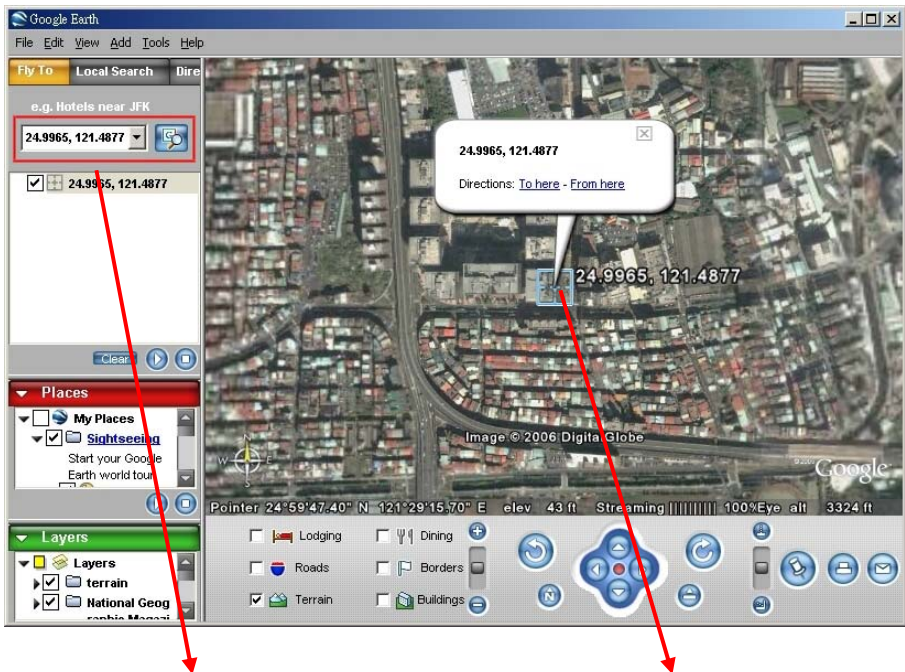 Google Earth
File Edit View Add Tools Help
Fly To Local Search Dire
e.g. Hotels near JFK
24.9965, 121.4877
24.9965, 121.4877
Clear
Places
My Places
Sightseeing
Start your Google
Earth world tour
Layers
Layers
terrain
National Geog
raphic Magazi
24.9965, 121.4877
Directions: To here - From here
24.9965, 121.4877
Image © 2006 DigitalGlobe
N
W E
Google
Pointer 24°59'47.40" N 121°29'15.70" E elev 43 ft Streaming |||||||||| 100% Eye alt 3324 ft
Lodging Dining
Roads Borders
Terrain Buildings
N